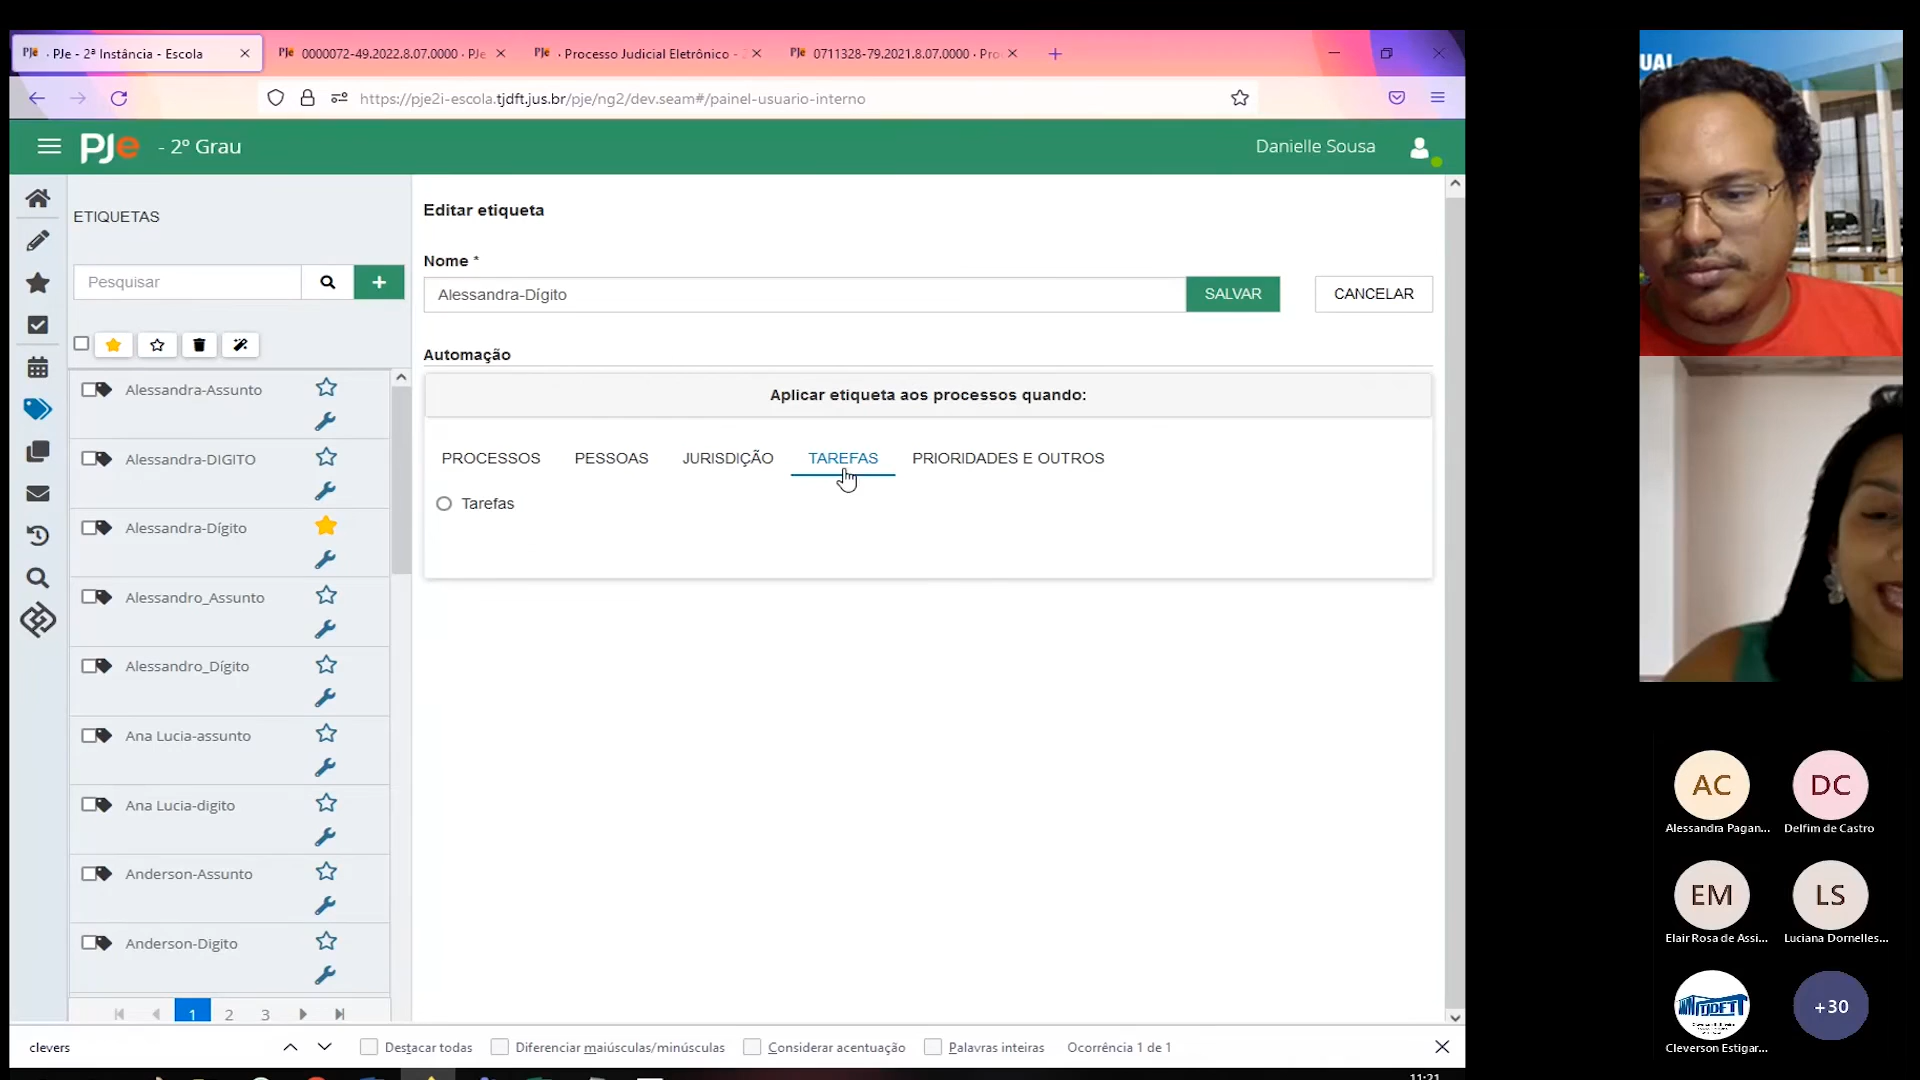 PJe · PJe - 2ª Instância - Escola
PJe 0000072-49.2022.8.07.0000 · PJe
PJe · Processo Judicial Eletrônico -
PJe 0711328-79.2021.8.07.0000 · Pro
https://pje2i-escola.tjdft.jus.br/pje/ng2/dev.seam#/painel-usuario-interno
PJe - 2º Grau
Danielle Sousa
ETIQUETAS
Pesquisar
Alessandra-Assunto
Alessandra-DIGITO
Alessandra-Dígito
Alessandro_Assunto
Alessandro_Dígito
Ana Lucia-assunto
Ana Lucia-digito
Anderson-Assunto
Anderson-Digito
1 2 3
Editar etiqueta
Nome *
Alessandra-Dígito
SALVAR
CANCELAR
Automação
Aplicar etiqueta aos processos quando:
PROCESSOS PESSOAS JURISDIÇÃO TAREFAS PRIORIDADES E OUTROS
Tarefas
clevers
Destacar todas
Diferenciar maiúsculas/minúsculas
Considerar acentuação
Palavras inteiras
Ocorrência 1 de 1
11:21
UAL
AC
Alessandra Pagan...
DC
Delfim de Castro
EM
Elair Rosa de Assi...
LS
Luciana Dornelles...
TJDFT
Cleverson Estigar...
+30